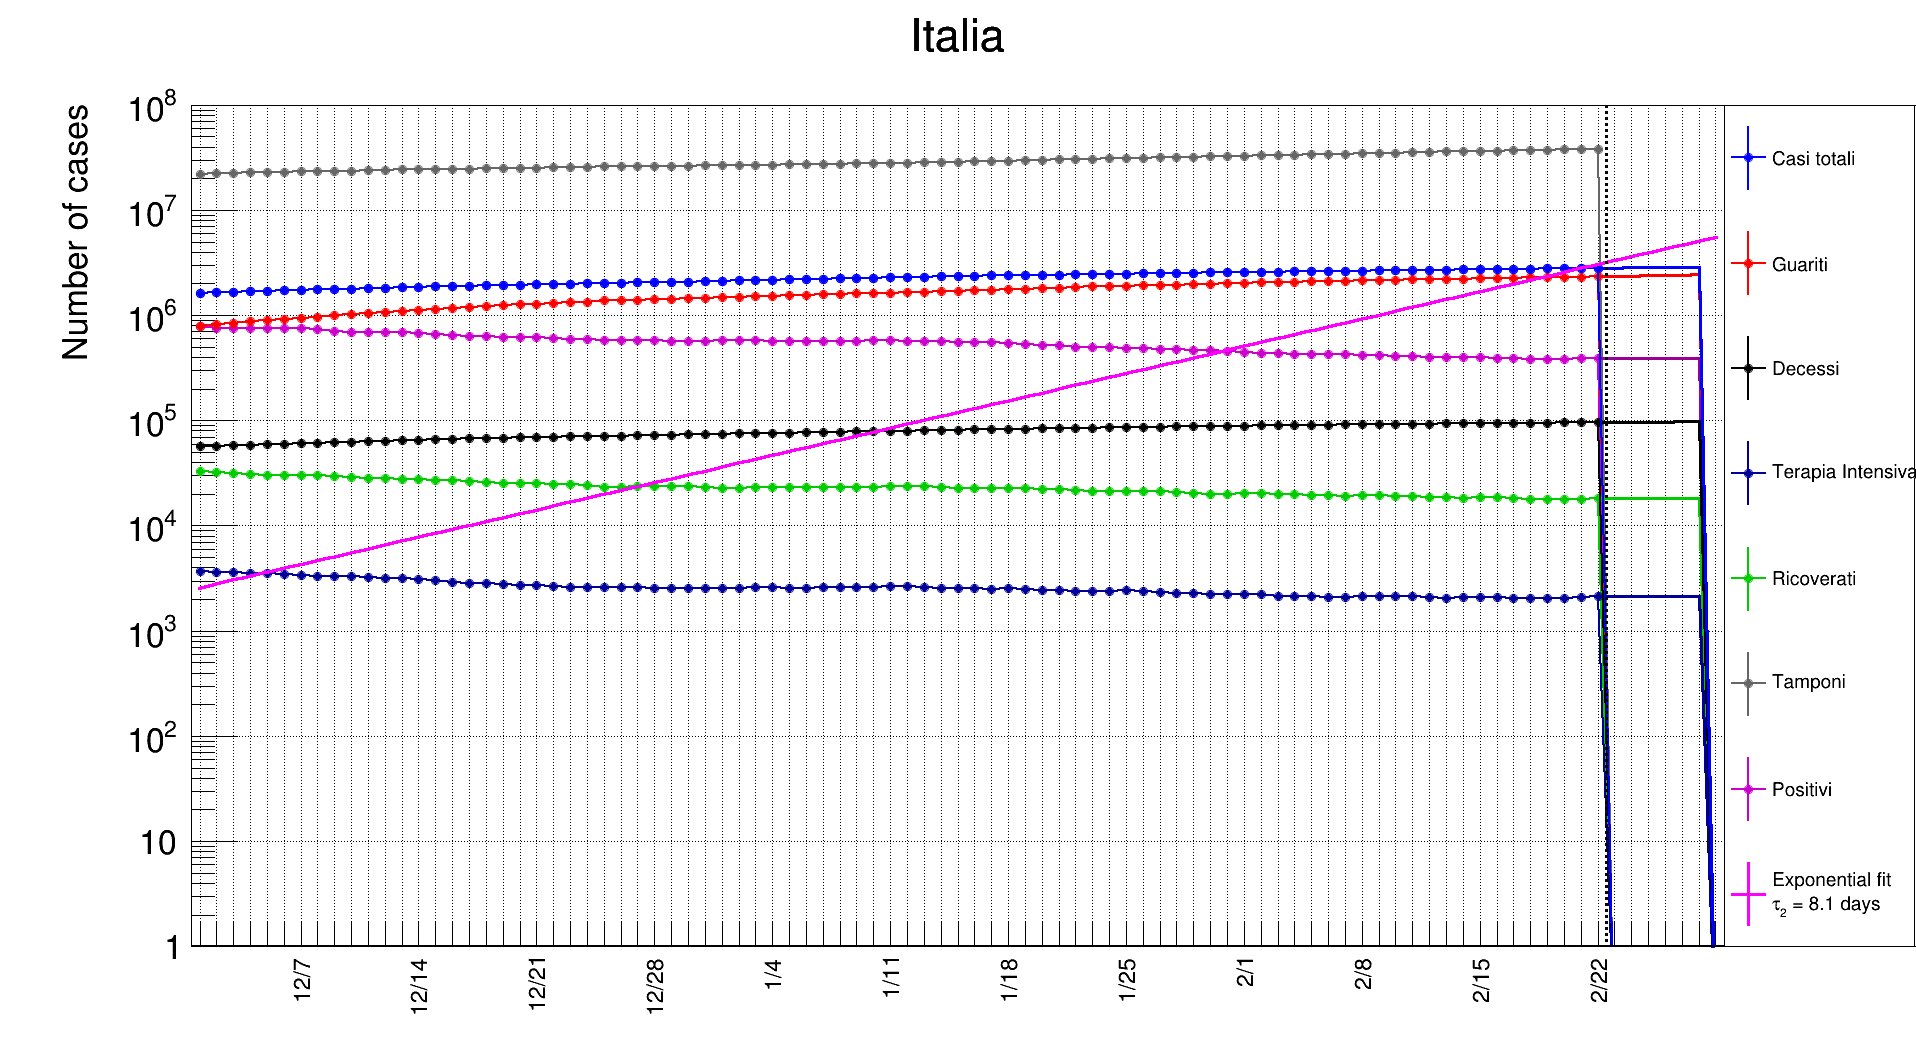 Italia
Number of cases
10^8
10^7
10^6
10^5
10^4
10^3
10^2
10
1
12/7
12/14
12/21
12/28
1/4
1/11
1/18
1/25
2/1
2/8
2/15
2/22
Casi totali
Guariti
Decessi
Terapia Intensiva
Ricoverati
Tamponi
Positivi
Exponential fit
τ₂ = 8.1 days